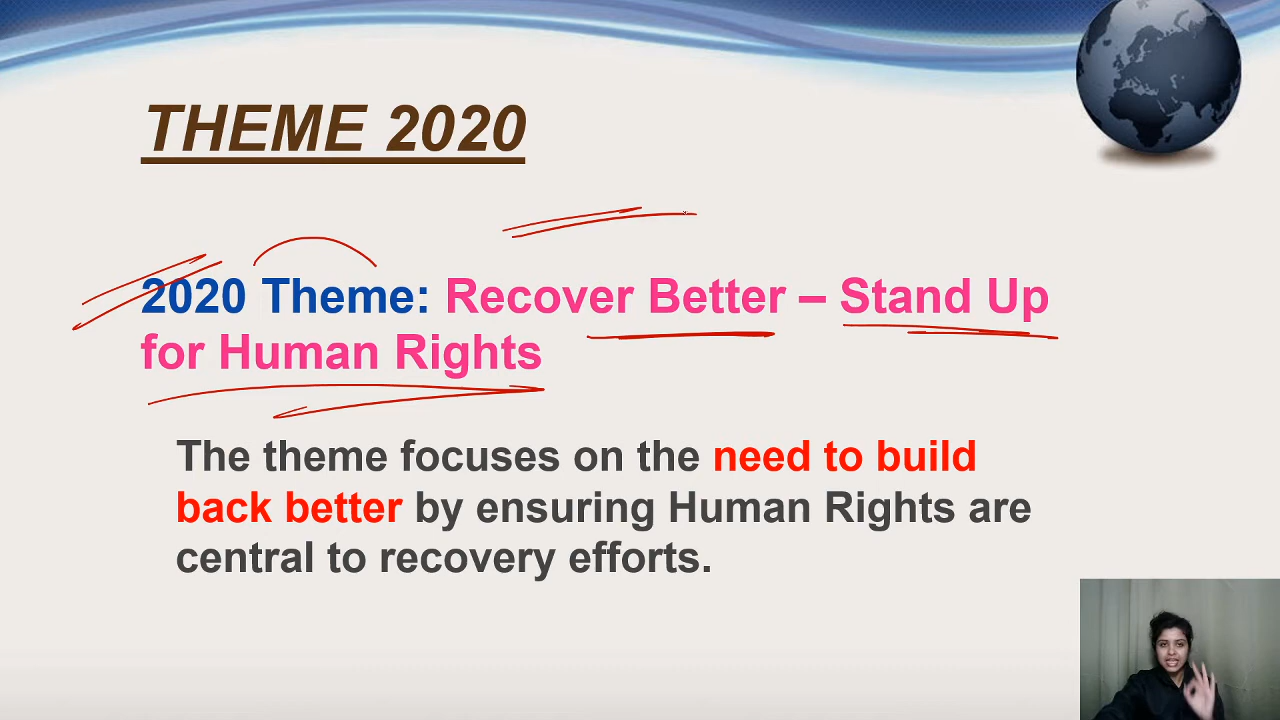 THEME 2020
2020 Theme: Recover Better – Stand Up
for Human Rights
The theme focuses on the need to build
back better by ensuring Human Rights are
central to recovery efforts.